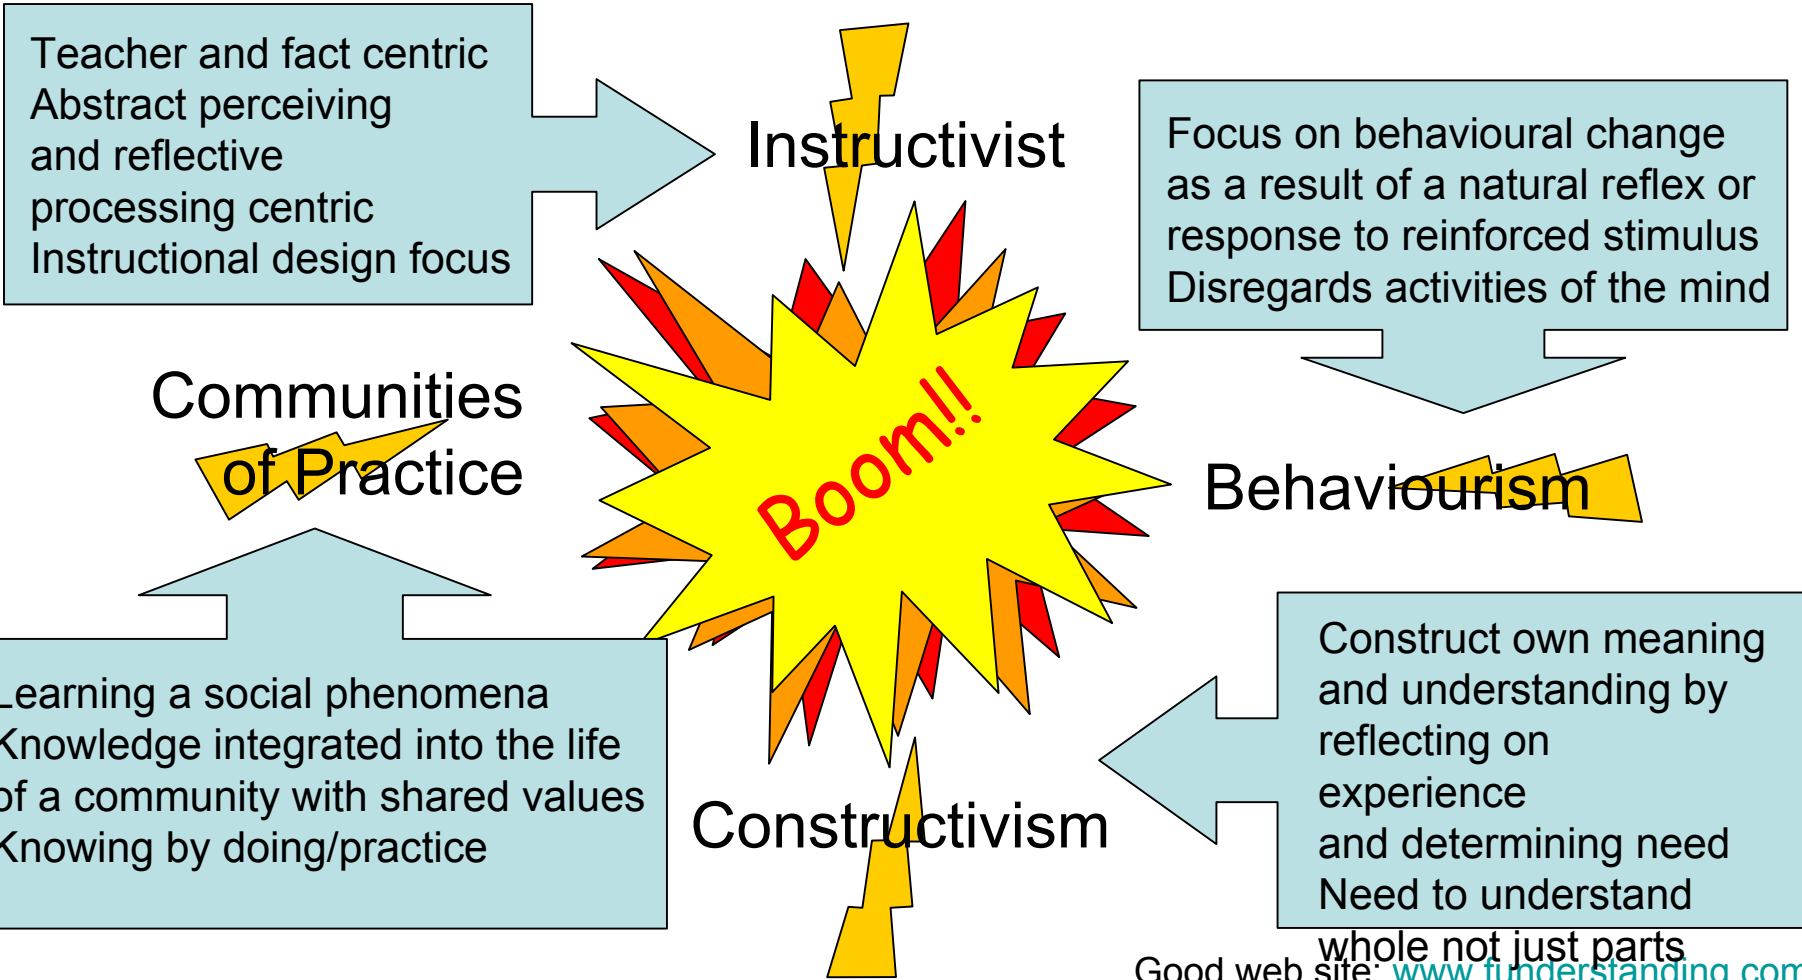 Teacher and fact centric
Abstract perceiving
and reflective
processing centric
Instructional design focus
Instructivist
Focus on behavioural change
as a result of a natural reflex or
response to reinforced stimulus
Disregards activities of the mind
Communities
of Practice
Boom!!
Behaviourism
Learning a social phenomena
Knowledge integrated into the life
of a community with shared values
Knowing by doing/practice
Constructivism
Construct own meaning
and understanding by
reflecting on
experience
and determining need
Need to understand
whole not just parts
Good web site: www.funderstanding.com